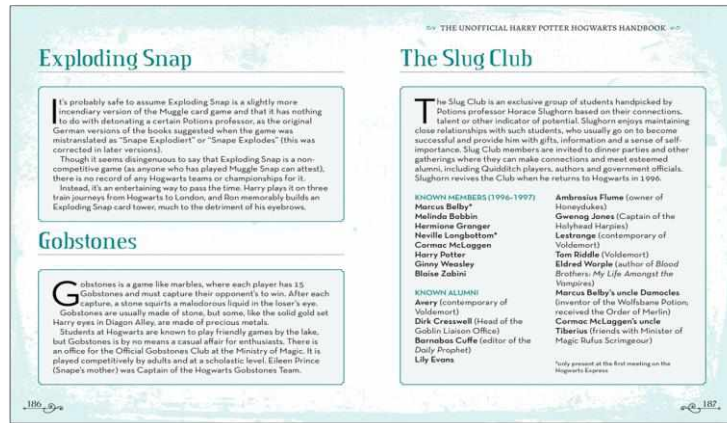 THE UNOFFICIAL HARRY POTTER HOGWARTS HANDBOOK
Exploding Snap
It's probably safe to assume Exploding Snap is a slightly more
incendiary version of the Muggle card game and that it has nothing
to do with detonating a certain Potions professor, as the original
German versions of the books suggested when the game was
mistranslated as "Snape Explodiert" or "Snape Explodes" (this was
corrected in later versions).
Though it seems disingenuous to say that Exploding Snap is a non-
competitive game (as anyone who has played Muggle Snap can attest),
there is no record of any Hogwarts teams or championships for it.
Instead, it's an entertaining way to pass the time. Harry plays it on three
train journeys from Hogwarts to London, and Ron memorably builds an
Exploding Snap card tower, much to the detriment of his eyebrows.
Gobstones
Gobstones is a game like marbles, where each player has 15
Gobstones and must capture their opponent's to win. After each
capture, a stone squirts a malodorous liquid in the loser's eye.
Gobstones are usually made of stone, but some, like the solid gold set
Harry eyes in Diagon Alley, are made of precious metals.
Students at Hogwarts are known to play friendly games by the lake,
but Gobstones is by no means a casual affair for enthusiasts. There is
an office for the Official Gobstones Club at the Ministry of Magic. It is
played competitively by adults and at a scholastic level. Eileen Prince
(Snape's mother) was Captain of the Hogwarts Gobstones Team.
186
The Slug Club
The Slug Club is an exclusive group of students handpicked by
Potions professor Horace Slughorn based on their connections,
talent or other indicator of potential. Slughorn enjoys maintaining
close relationships with such students, who usually go on to become
successful and provide him with gifts, information and a sense of self-
importance. Slug Club members are invited to dinner parties and other
gatherings where they can make connections and meet esteemed
alumni, including Quidditch players, authors and government officials.
Slughorn revives the Club when he returns to Hogwarts in 1996.
KNOWN MEMBERS (1996-1997)
Marcus Belby*
Melinda Bobbin
Hermione Granger
Neville Longbottom*
Cormac McLaggen
Harry Potter
Ginny Weasley
Blaise Zabini
KNOWN ALUMNI
Avery (contemporary of
Voldemort)
Dirk Cresswell (Head of the
Goblin Liaison Office)
Barnabas Cuffe (editor of the
Daily Prophet)
Lily Evans
Ambrosius Flume (owner of
Honeydukes)
Gwenog Jones (Captain of the
Holyhead Harpies)
Lestrange (contemporary of
Voldemort)
Tom Riddle (Voldemort)
Eldred Worple (author of Blood
Brothers: My Life Amongst the
Vampires)
Marcus Belby's uncle Damocles
(inventor of the Wolfsbane Potion;
received the Order of Merlin)
Cormac McLaggen's uncle
Tiberius (friends with Minister of
Magic Rufus Scrimgeour)
*only present at the first meeting on the
Hogwarts Express
187